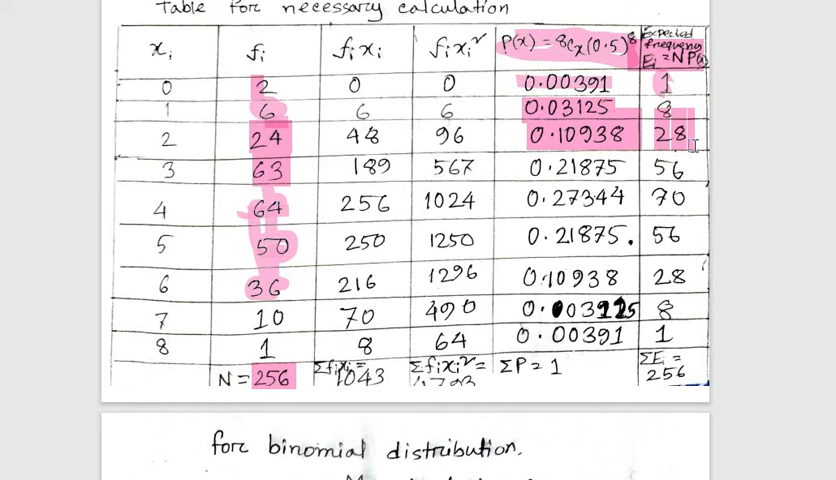 Table for necessary calculation
xᵢ fᵢ fᵢxᵢ fᵢxᵢ² P(x) = ⁸Cx(0.5)⁸ Expected frequency Eᵢ = NP(x)
0 2 0 0 0.00391 1
1 6 6 6 0.03125 8
2 24 48 96 0.10938 28
3 63 189 567 0.21875 56
4 64 256 1024 0.27344 70
5 50 250 1250 0.21875. 56
6 36 216 1296 0.10938 28
7 10 70 490 8
8 1 8 64 0.00391 1
N = 256 Σfᵢxᵢ = 1043 Σfᵢxᵢ² = ΣP = 1 ΣEᵢ = 256
for binomial distribution.